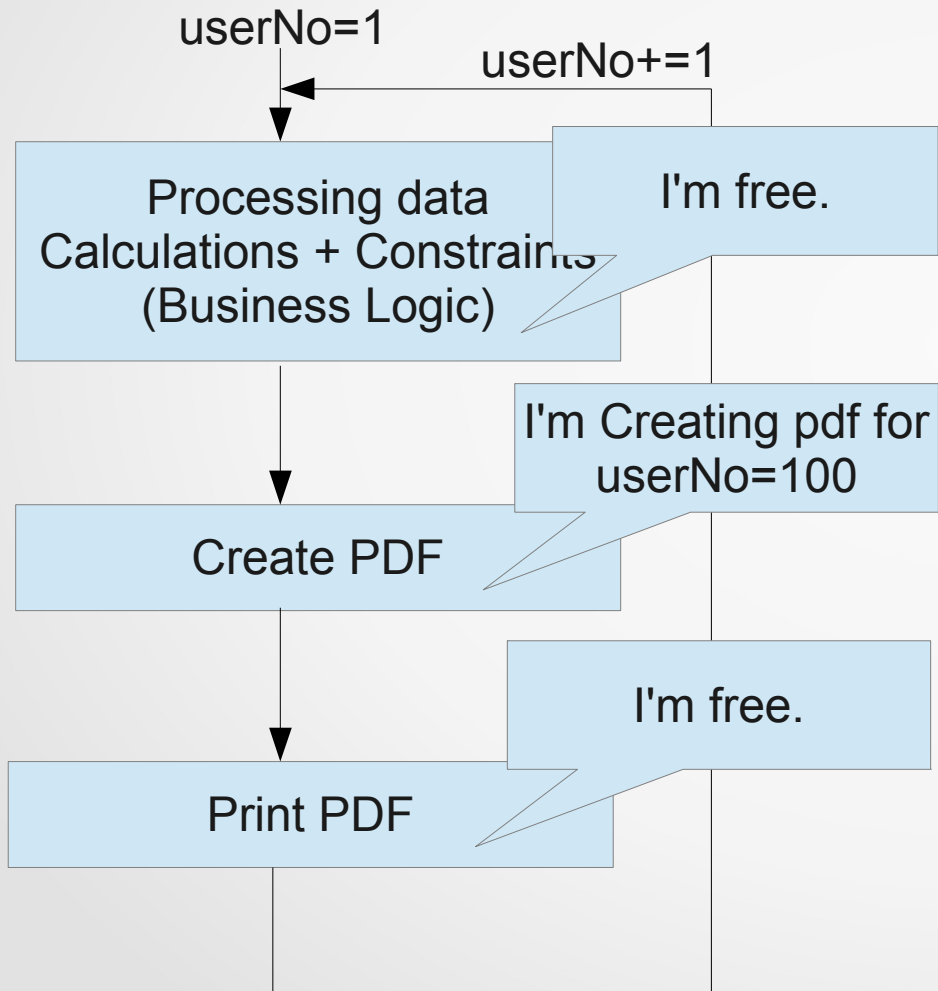 userNo=1
userNo+=1
Processing data
Calculations + Constraints
(Business Logic)
I'm free.
I'm Creating pdf for
userNo=100
Create PDF
I'm free.
Print PDF